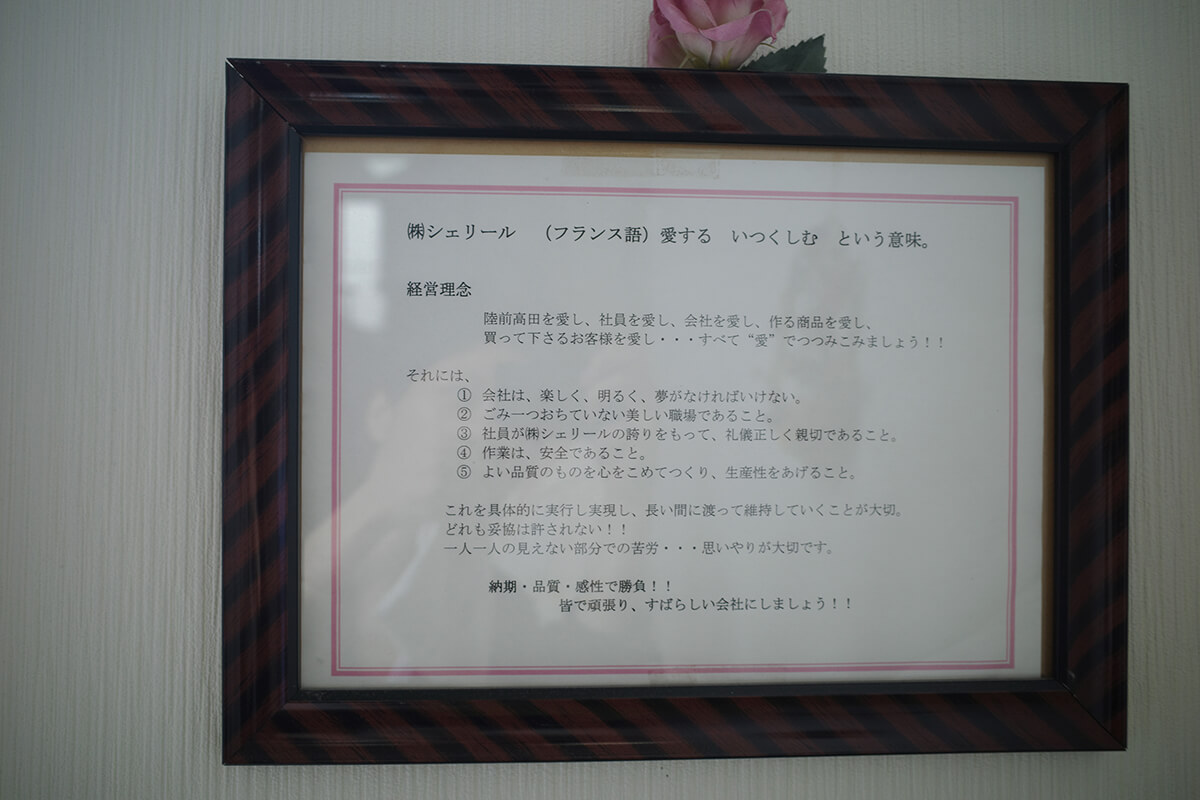 ㈱シェリール　（フランス語）愛する　いつくしむ　という意味。
経営理念
陸前高田を愛し、社員を愛し、会社を愛し、作る商品を愛し、
買って下さるお客様を愛し・・・すべて“愛”でつつみこみましょう！！
それには、
① 会社は、楽しく、明るく、夢がなければいけない。
② ごみ一つおちていない美しい職場であること。
③ 社員が㈱シェリールの誇りをもって、礼儀正しく親切であること。
④ 作業は、安全であること。
⑤ よい品質のものを心をこめてつくり、生産性をあげること。
これを具体的に実行し実現し、長い間に渡って維持していくことが大切。
どれも妥協は許されない！！
一人一人の見えない部分での苦労・・・思いやりが大切です。
納期・品質・感性で勝負！！
皆で頑張り、すばらしい会社にしましょう！！